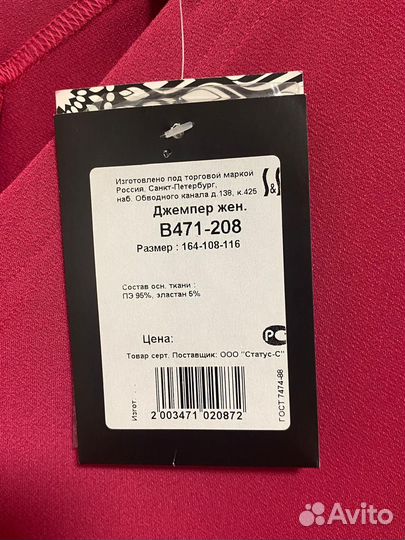 Изготовлено под торговой маркой
Россия, Санкт-Петербург,
наб. Обводного канала д.138, к.425
S&S
Джемпер жен.
В471-208
Размер : 164-108-116
Состав осн. ткани :
ПЭ 95%, эластан 5%
Цена:
РС
Товар серт. Поставщик: ООО "Статус-С"
Изгот.
2 003471 020872
ГОСТ 7474-88
Avito